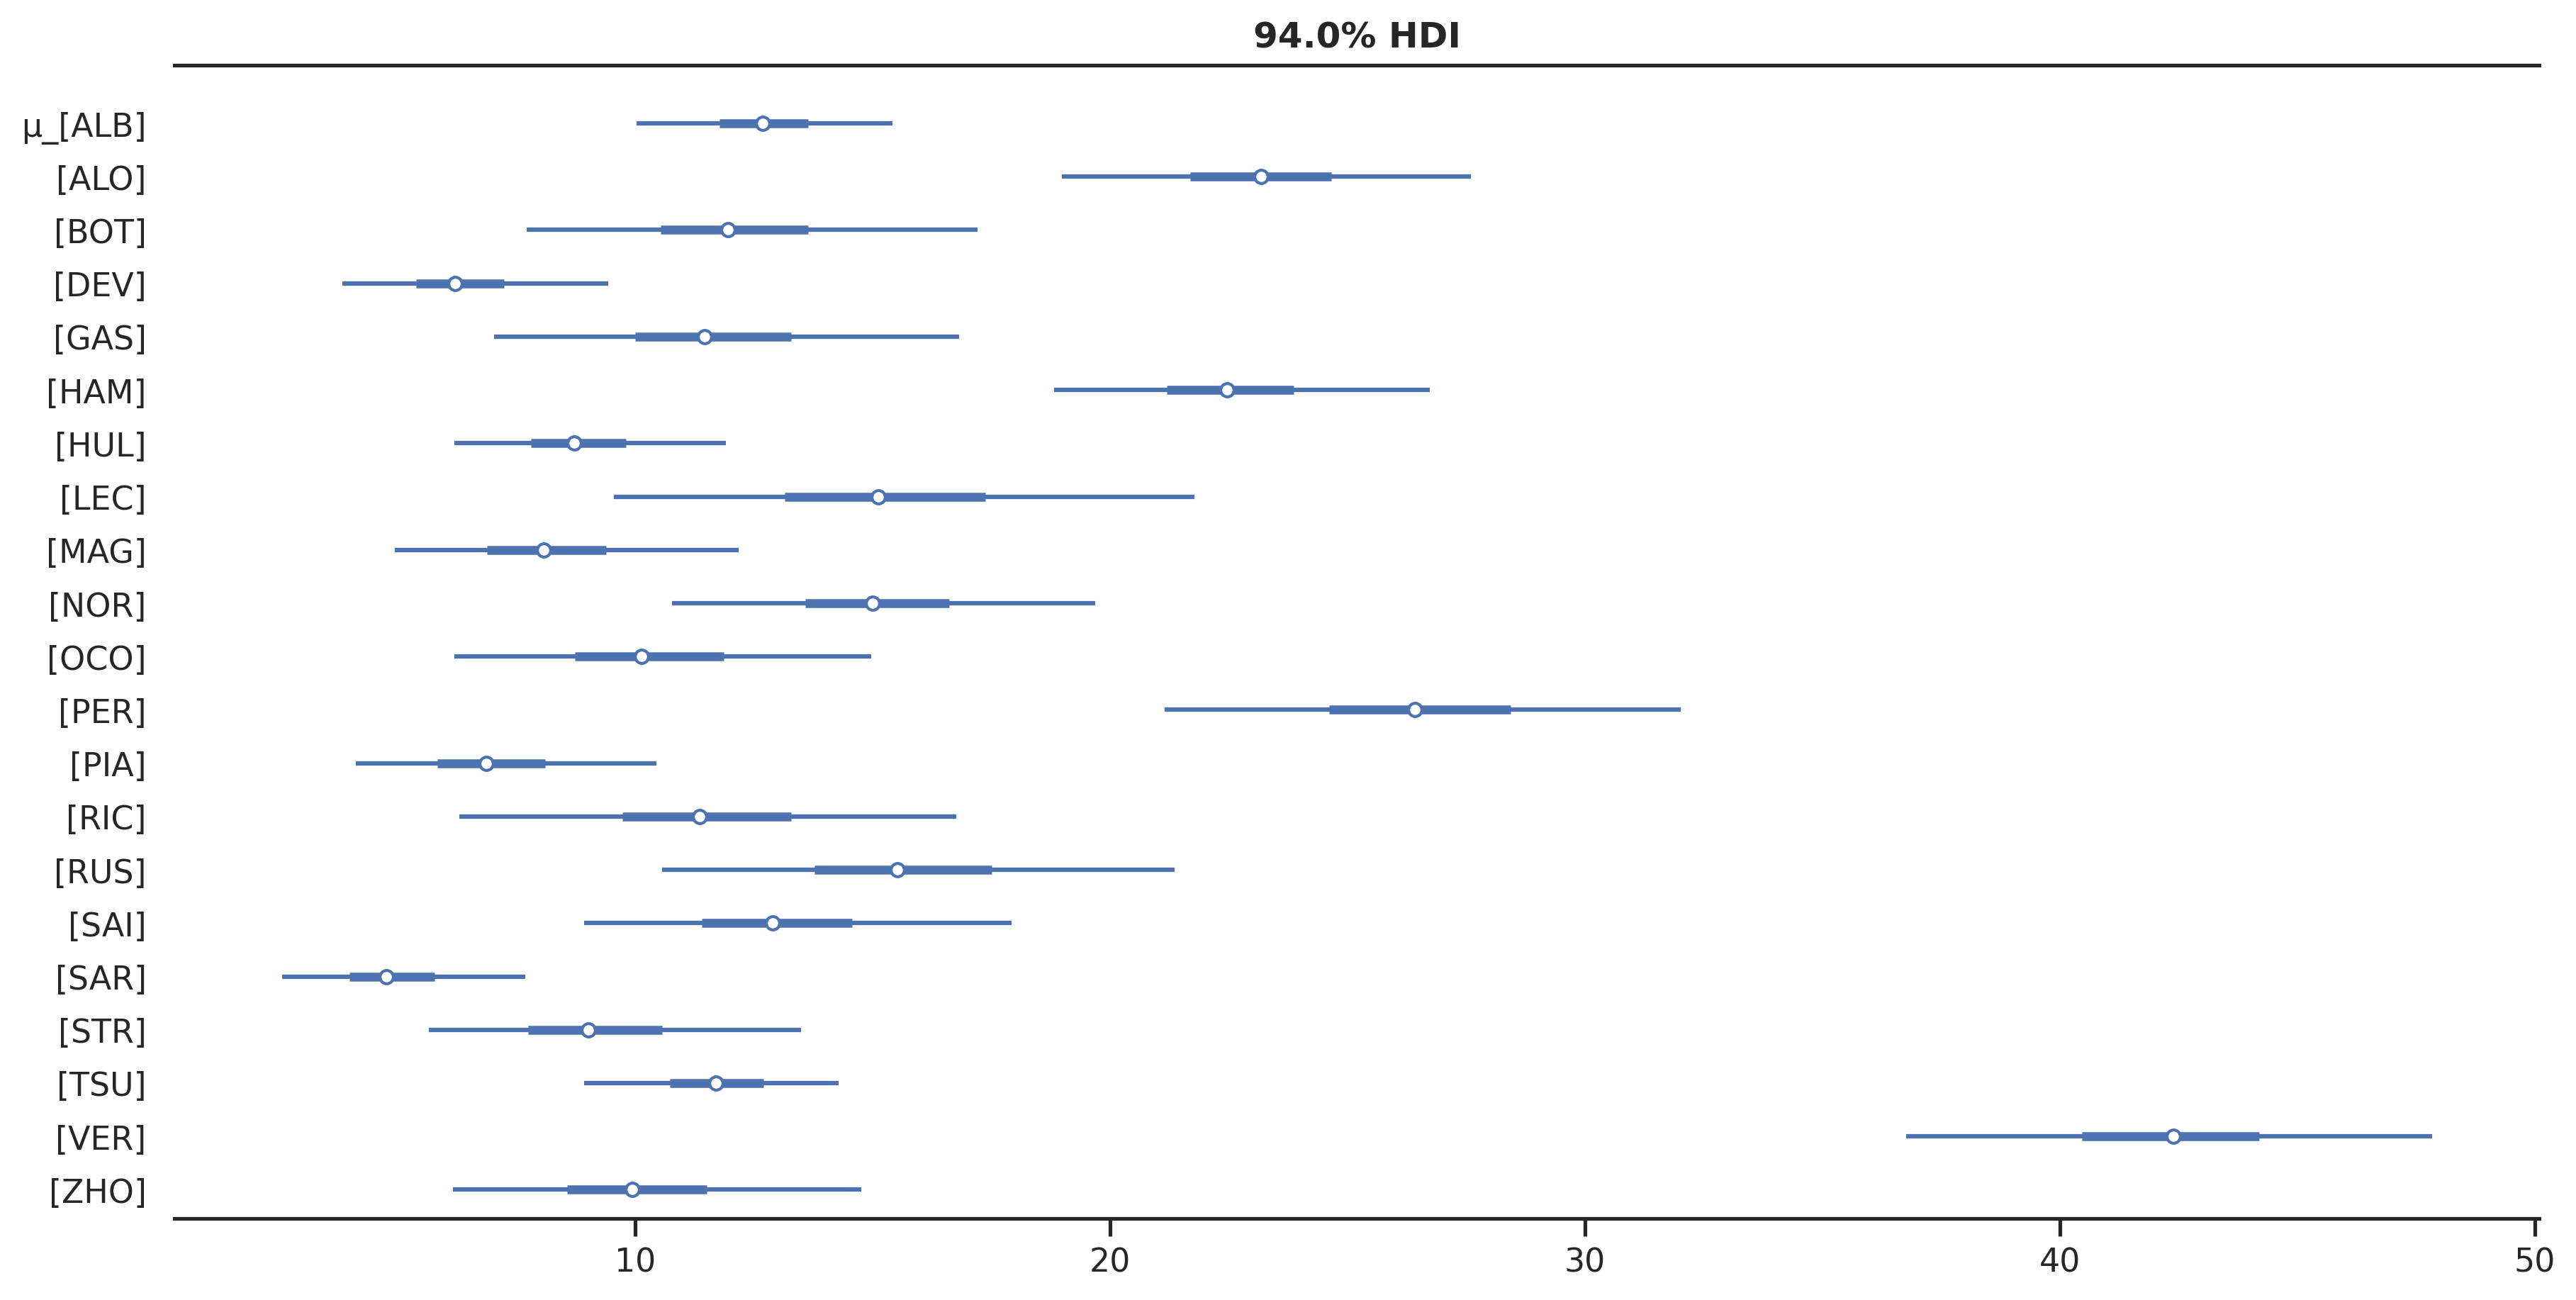 94.0% HDI
μ_[ALB]
[ALO]
[BOT]
[DEV]
[GAS]
[HAM]
[HUL]
[LEC]
[MAG]
[NOR]
[OCO]
[PER]
[PIA]
[RIC]
[RUS]
[SAI]
[SAR]
[STR]
[TSU]
[VER]
[ZHO]
10 20 30 40 50